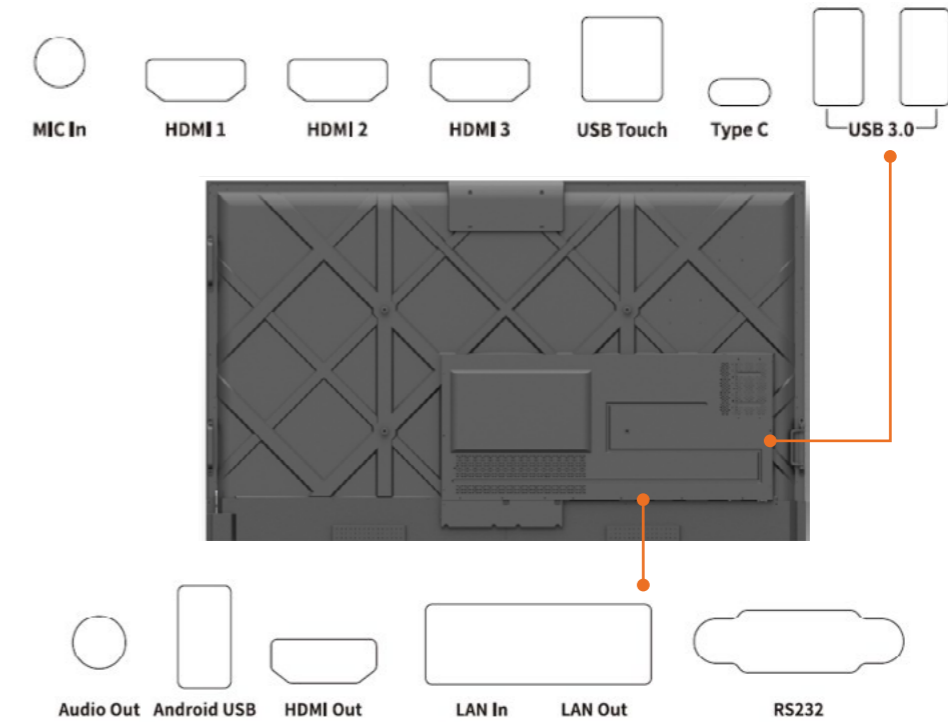 MIC In HDMI 1 HDMI 2 HDMI 3 USB Touch Type C USB 3.0
Audio Out Android USB HDMI Out LAN In LAN Out RS232